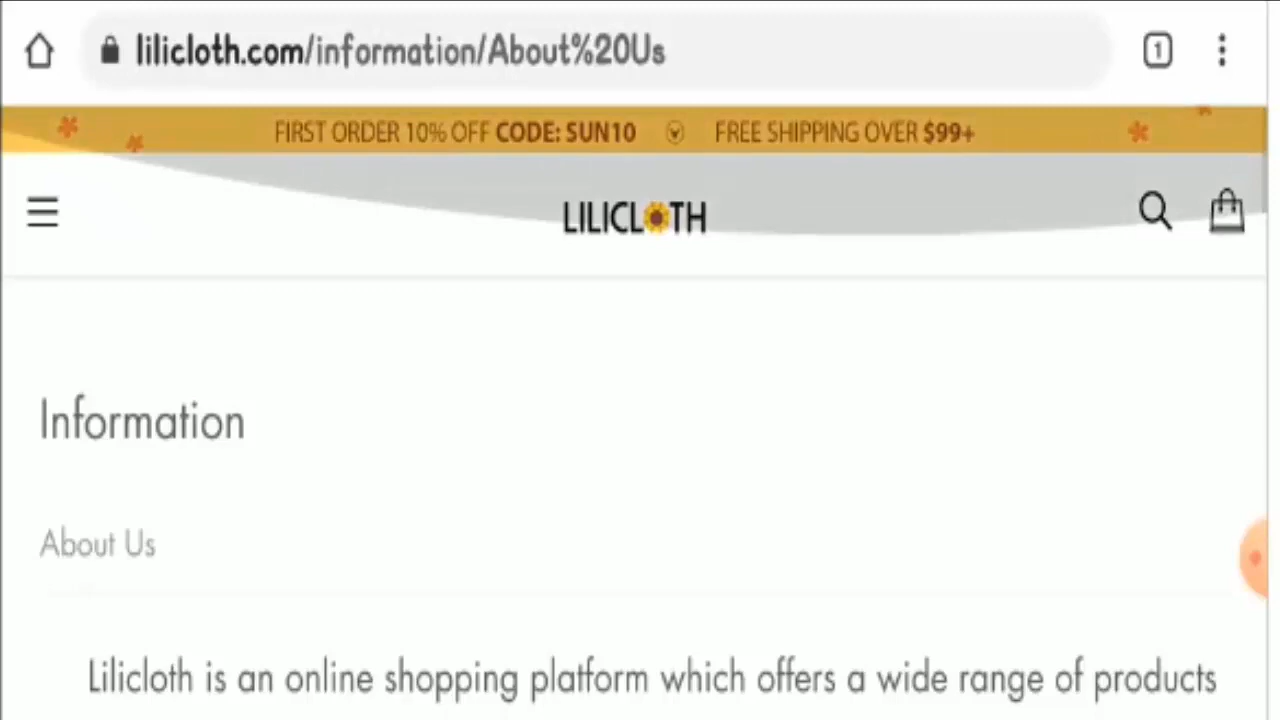 lilicloth.com/information/About%20Us
1
FIRST ORDER 10% OFF CODE: SUN10 FREE SHIPPING OVER $99+
LILICLOTH
Information
About Us
Lilicloth is an online shopping platform which offers a wide range of products